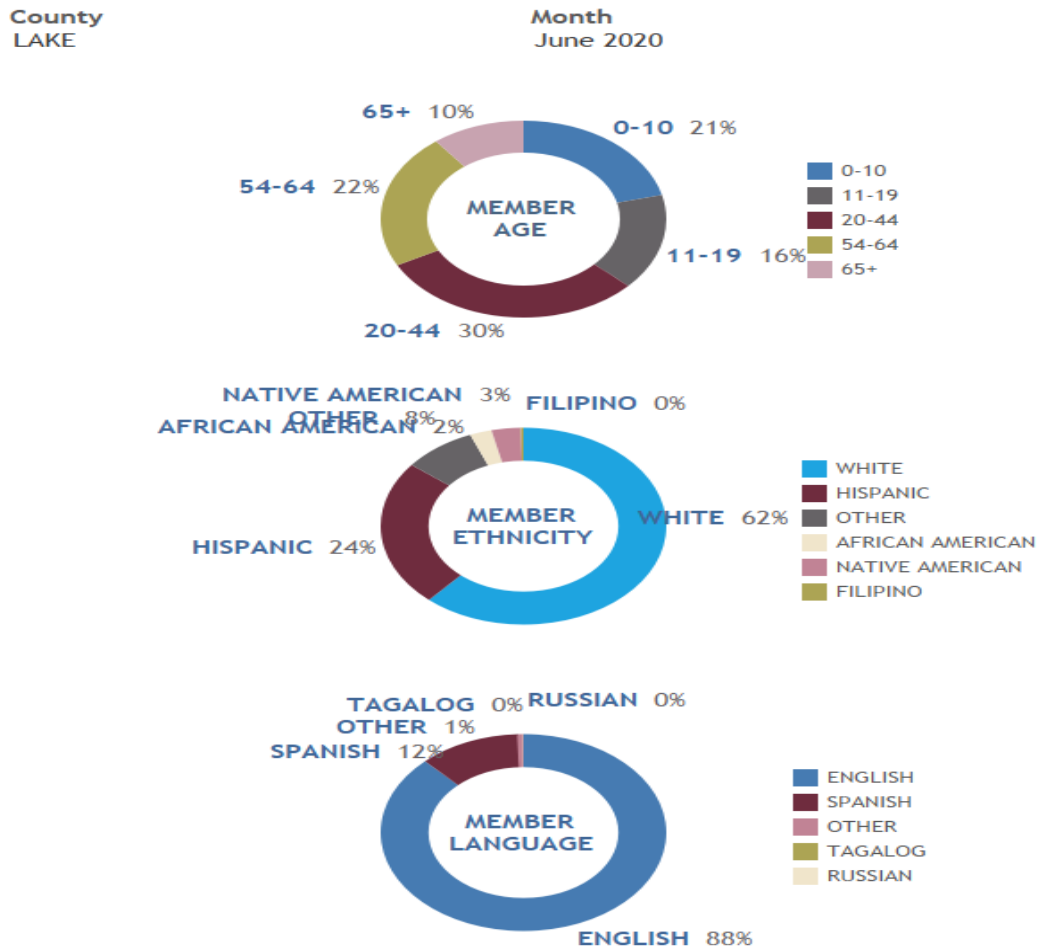 County
LAKE
Month
June 2020
65+ 10%
0-10 21%
54-64 22%
MEMBER
AGE
11-19 16%
20-44 30%
0-10
11-19
20-44
54-64
65+
NATIVE AMERICAN 3%
FILIPINO 0%
OTHER 8%
AFRICAN AMERICAN 2%
MEMBER
ETHNICITY
WHITE 62%
HISPANIC 24%
WHITE
HISPANIC
OTHER
AFRICAN AMERICAN
NATIVE AMERICAN
FILIPINO
TAGALOG 0%
RUSSIAN 0%
OTHER 1%
SPANISH 12%
MEMBER
LANGUAGE
ENGLISH 88%
ENGLISH
SPANISH
OTHER
TAGALOG
RUSSIAN